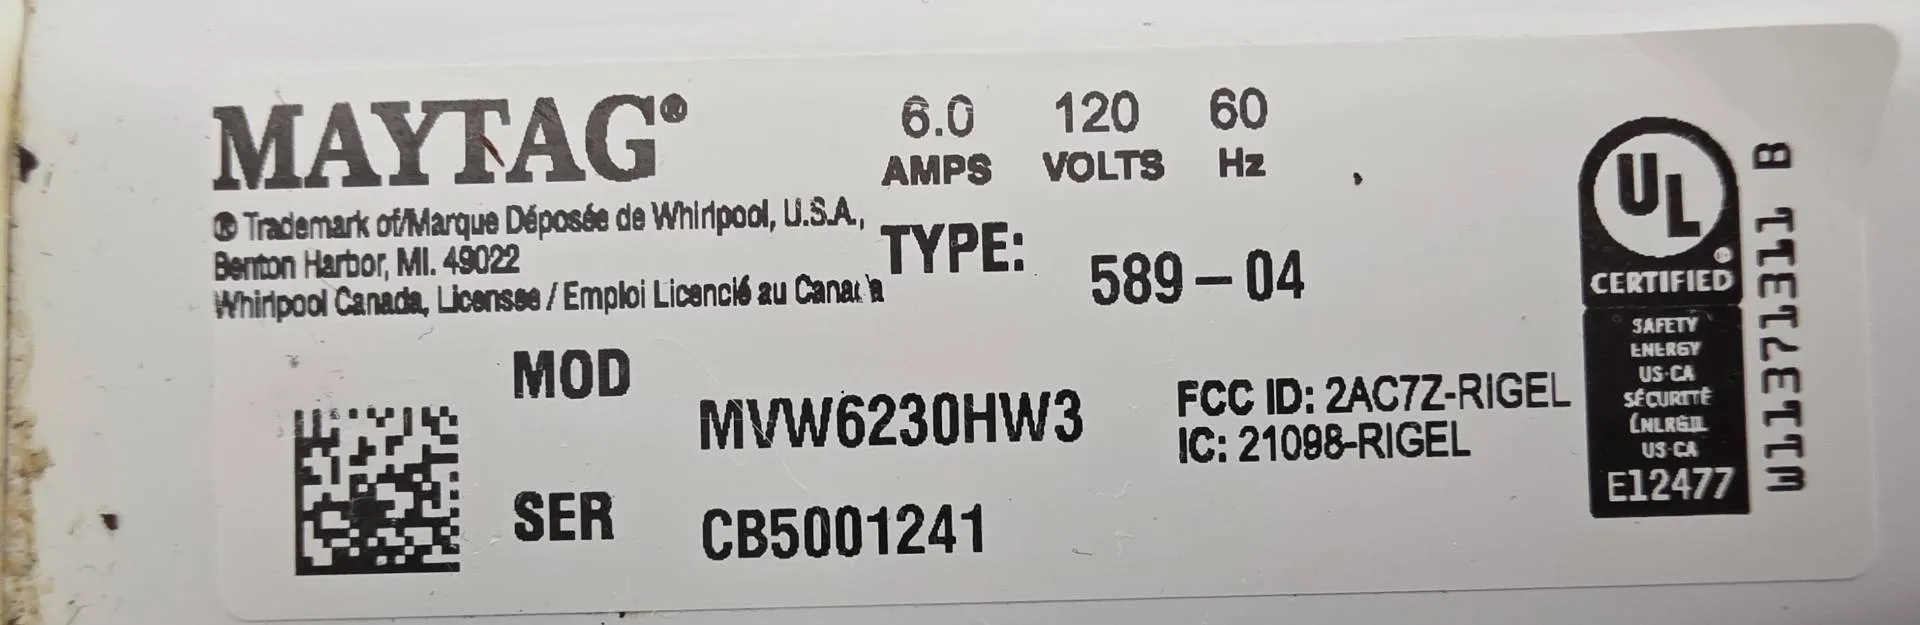 MAYTAG®
® Trademark of/Marque Déposée de Whirlpool, U.S.A.,
Benton Harbor, MI. 49022
Whirlpool Canada, Licensee / Emploi Licencié au Canada
6.0 120 60
AMPS VOLTS Hz
TYPE: 589-04
MOD MVW6230HW3
SER CB5001241
FCC ID: 2AC7Z-RIGEL
IC: 21098-RIGEL
UL®
CERTIFIED
SAFETY
ENERGY
US-CA
SÉCURITÉ
ÉNERGIE
US-CA
E12477
W11371311 B